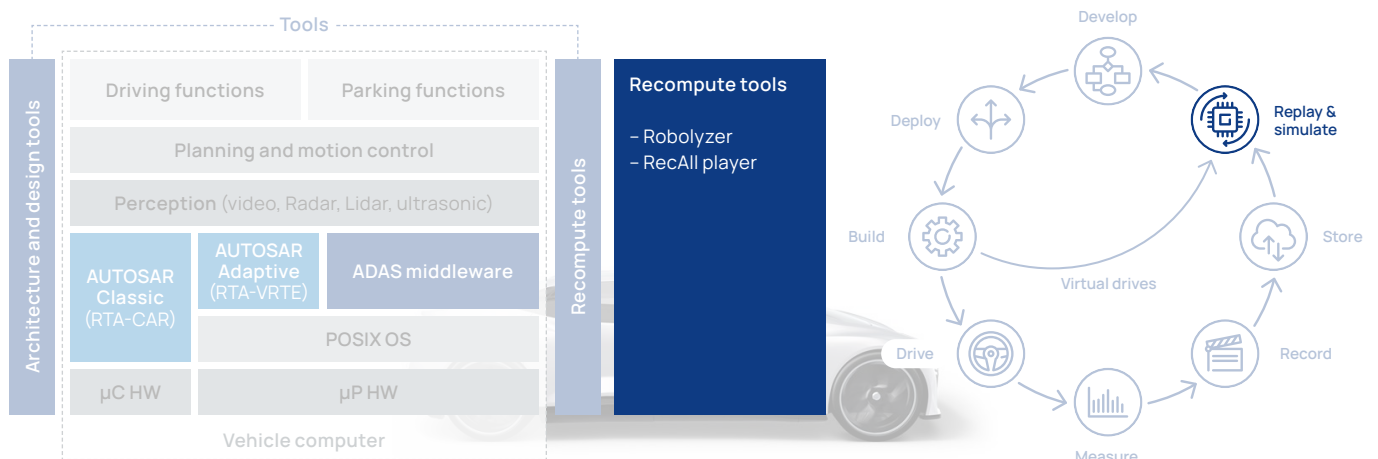 Tools
Architecture and design tools
Driving functions
Parking functions
Planning and motion control
Perception (video, Radar, Lidar, ultrasonic)
AUTOSAR
Classic
(RTA-CAR)
AUTOSAR
Adaptive
(RTA-VRTE)
ADAS middleware
POSIX OS
µC HW
µP HW
Vehicle computer
Recompute tools
Recompute tools
– Robolyzer
– RecAll player
Develop
Deploy
Replay &
simulate
Build
Store
Virtual drives
Drive
Record
Measure